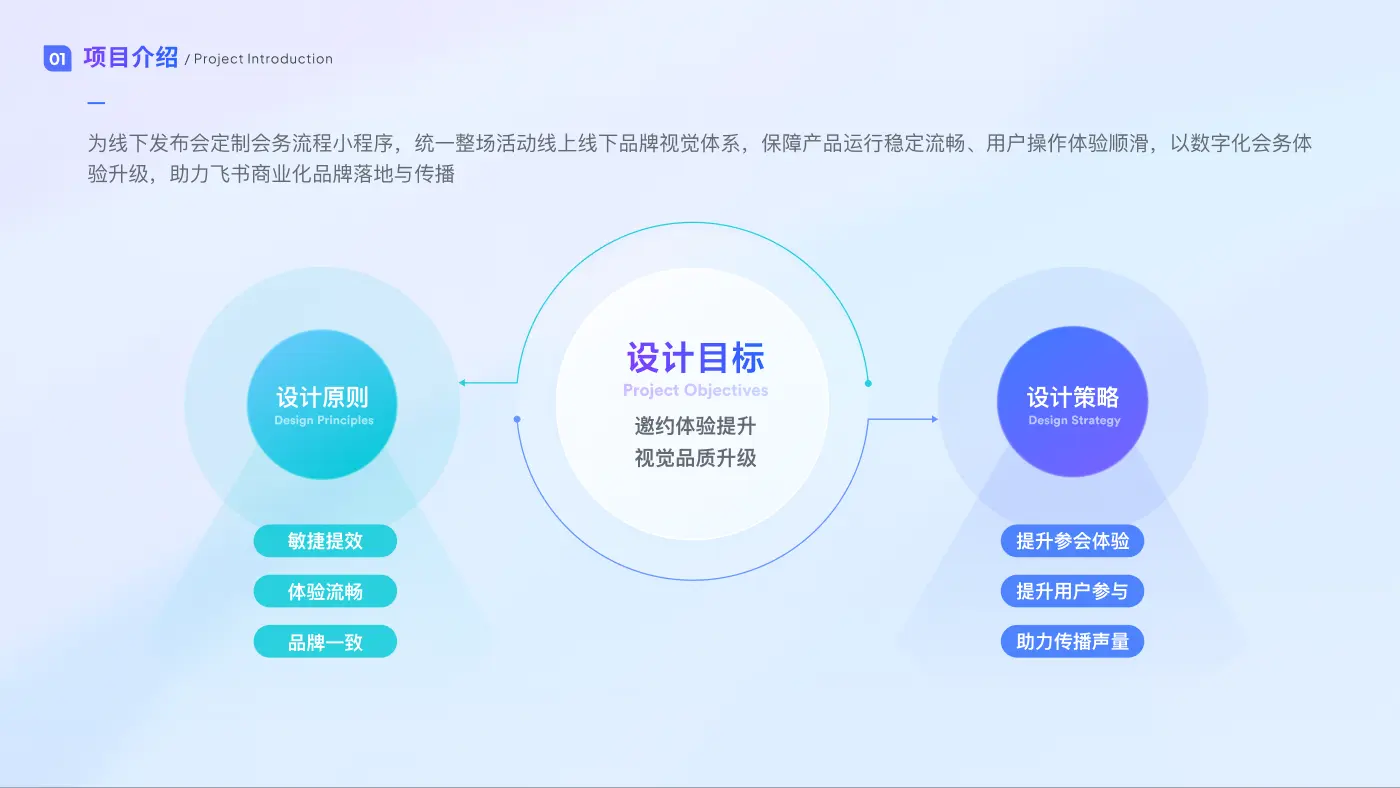 01 项目介绍 / Project Introduction
为线下发布会定制会务流程小程序，统一整场活动线上线下品牌视觉体系，保障产品运行稳定流畅、用户操作体验顺滑，以数字化会务体
验升级，助力飞书商业化品牌落地与传播
设计原则
Design Principles
敏捷提效
体验流畅
品牌一致
设计目标
Project Objectives
邀约体验提升
视觉品质升级
设计策略
Design Strategy
提升参会体验
提升用户参与
助力传播声量